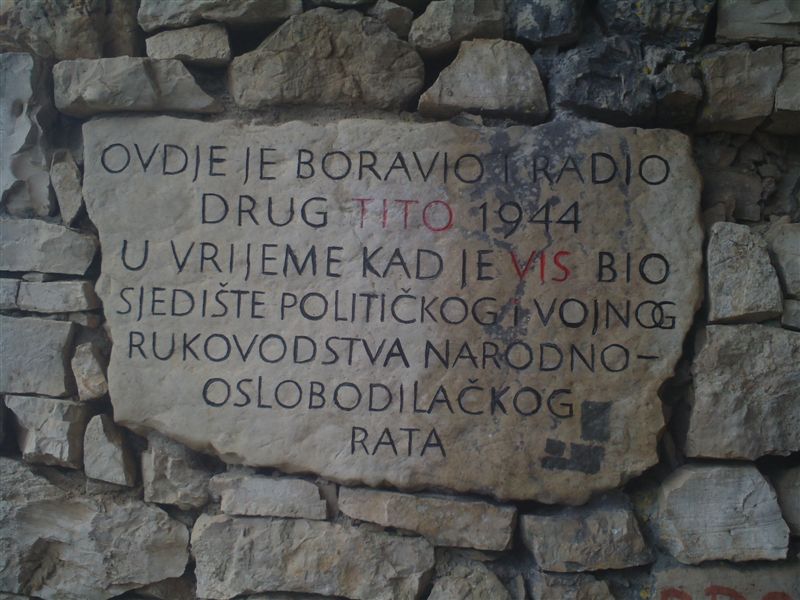 OVDJE JE BORAVIO I RADIO
DRUG TITO 1944
U VRIJEME KAD JE VIS BIO
SJEDIŠTE POLITIČKOG I VOJNOG
RUKOVODSTVA NARODNO-
OSLOBODILAČKOG
RATA